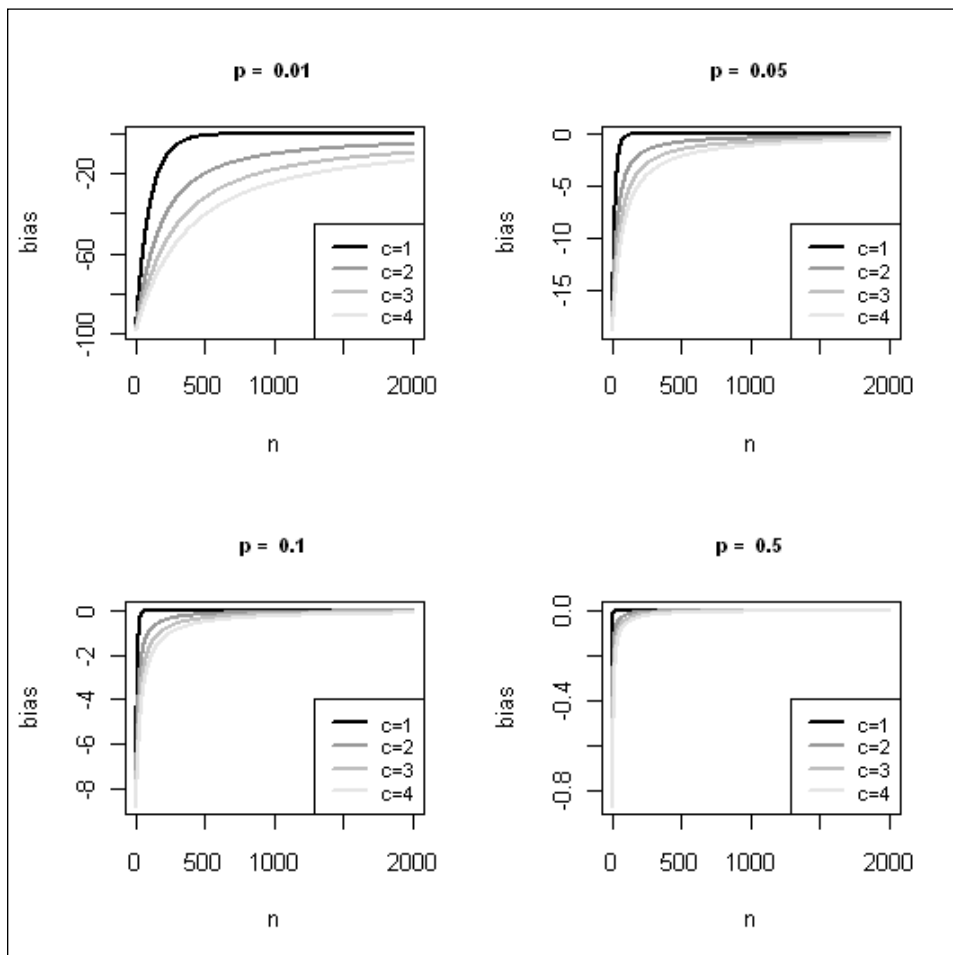 p = 0.01
bias
-20
-60
-100
0 500 1000 2000
n
c=1
c=2
c=3
c=4
p = 0.05
bias
0
-5
-10
-15
0 500 1000 2000
n
c=1
c=2
c=3
c=4
p = 0.1
bias
0
-2
-4
-6
-8
0 500 1000 2000
n
c=1
c=2
c=3
c=4
p = 0.5
bias
0.0
-0.4
-0.8
0 500 1000 2000
n
c=1
c=2
c=3
c=4